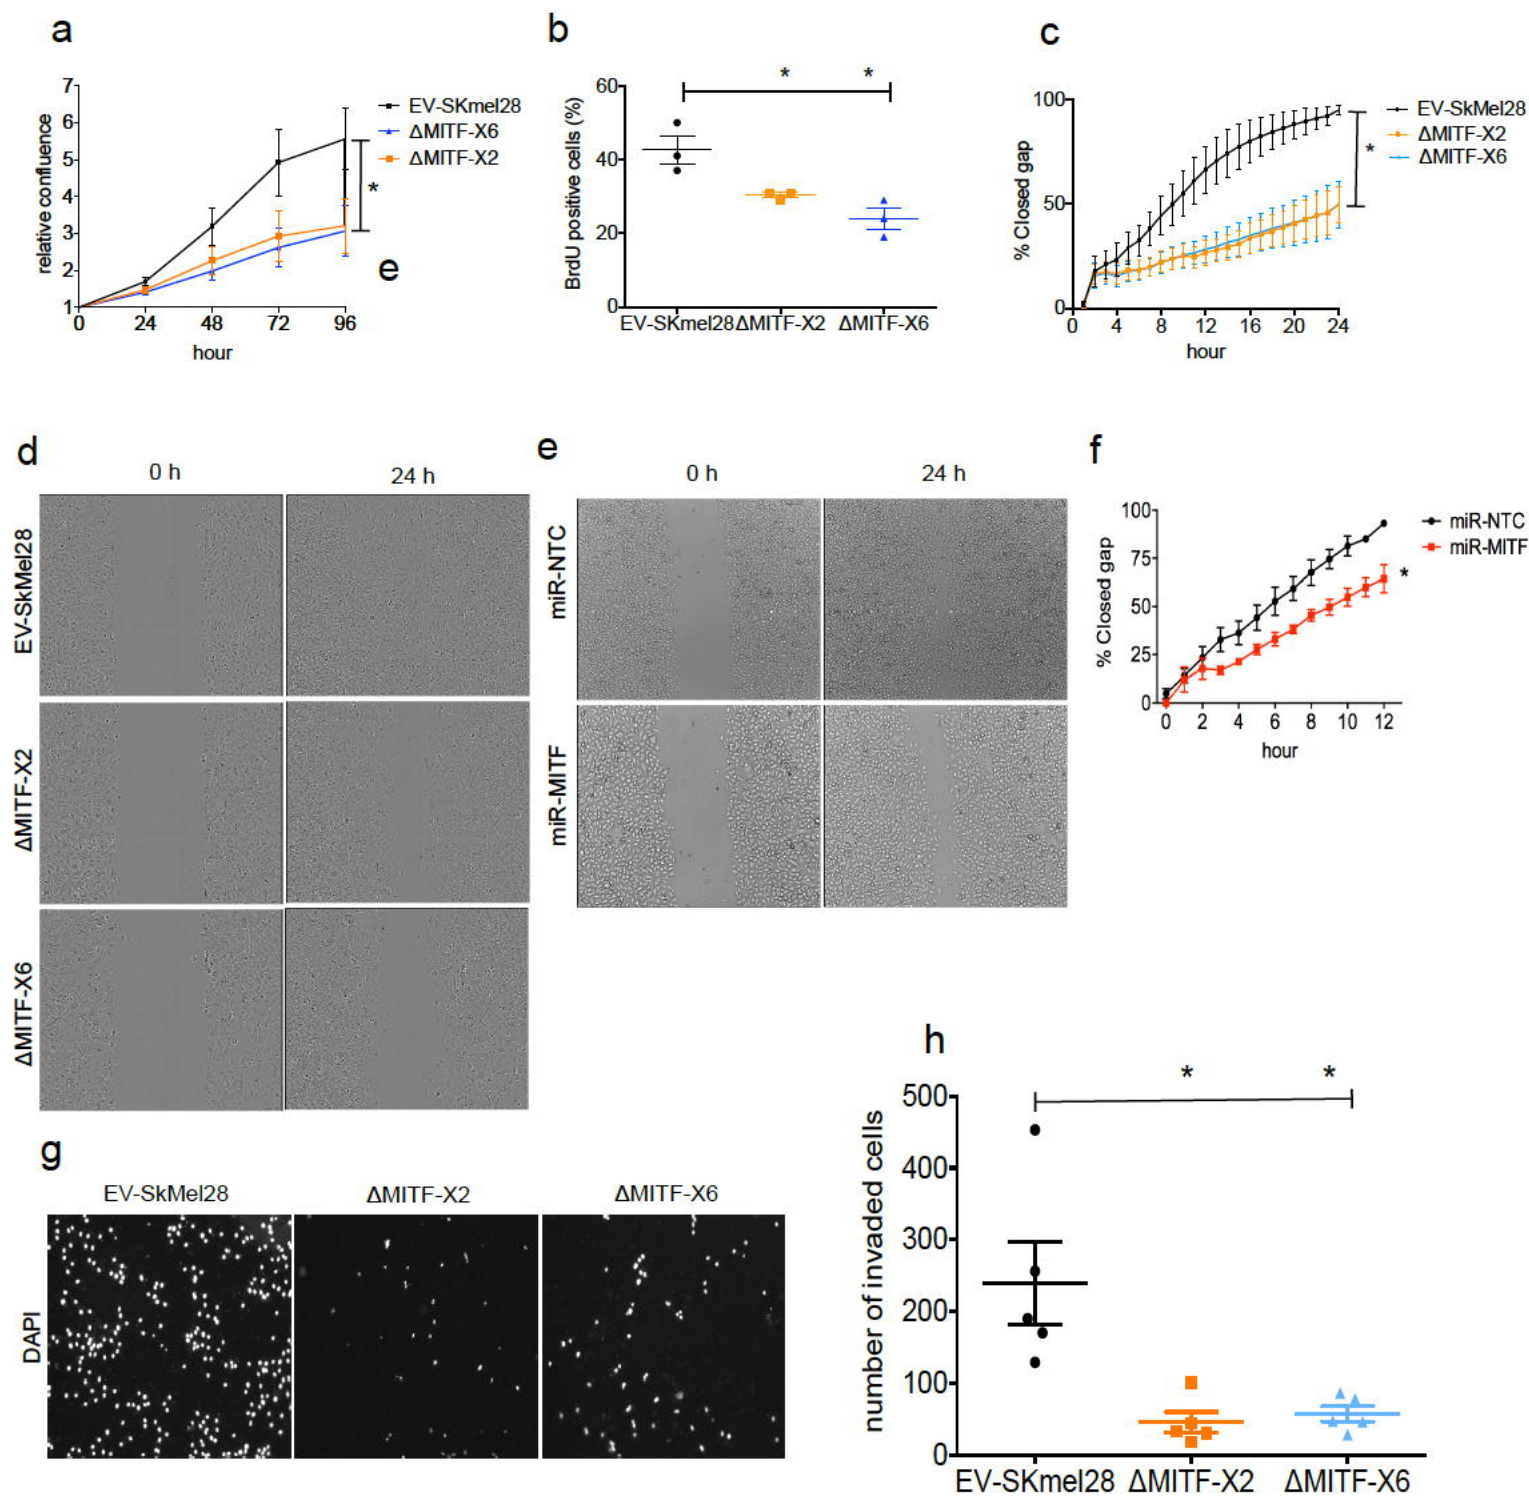 a
7
6
5
4
3
2
1
relative confluence
0 24 48 72 96
hour
EV-SKmel28
ΔMITF-X6
ΔMITF-X2
*
e
b
* *
60
40
20
0
BrdU positive cells (%)
EV-SKmel28 ΔMITF-X2 ΔMITF-X6
c
100
50
0
% Closed gap
0 4 8 12 16 20 24
hour
EV-SkMel28
ΔMITF-X2
ΔMITF-X6
*
d
0 h 24 h
EV-SkMel28
ΔMITF-X2
ΔMITF-X6
e
0 h 24 h
miR-NTC
miR-MITF
f
100
75
50
25
0
% Closed gap
0 2 4 6 8 10 12
hour
miR-NTC
miR-MITF
*
g
EV-SkMel28 ΔMITF-X2 ΔMITF-X6
DAPI
h
* *
500
400
300
200
100
0
number of invaded cells
EV-SKmel28 ΔMITF-X2 ΔMITF-X6